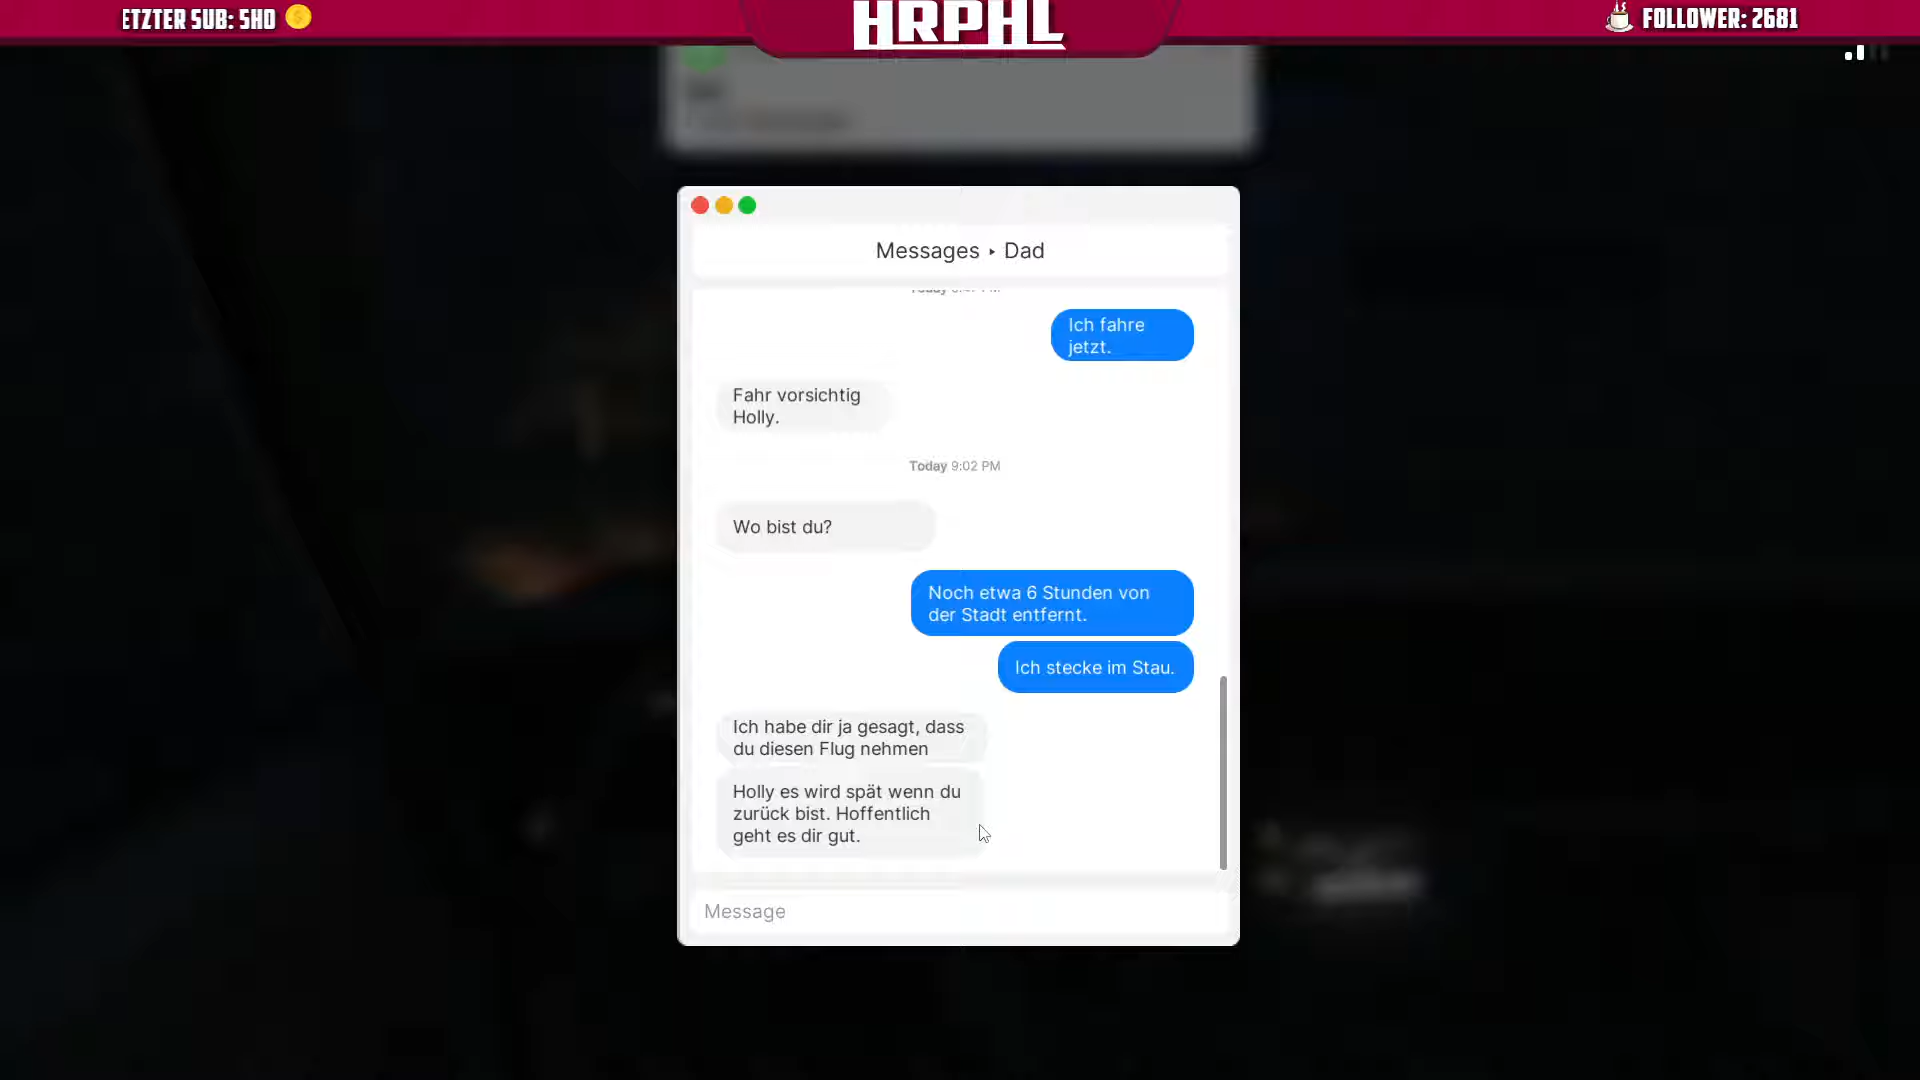 ETZTER SUB: 5HD
HRPHL
FOLLOWER: 2681
Messages ‣ Dad
Ich fahre
jetzt.
Fahr vorsichtig
Holly.
Today 9:02 PM
Wo bist du?
Noch etwa 6 Stunden von
der Stadt entfernt.
Ich stecke im Stau.
Ich habe dir ja gesagt, dass
du diesen Flug nehmen
Holly es wird spät wenn du
zurück bist. Hoffentlich
geht es dir gut.
Message